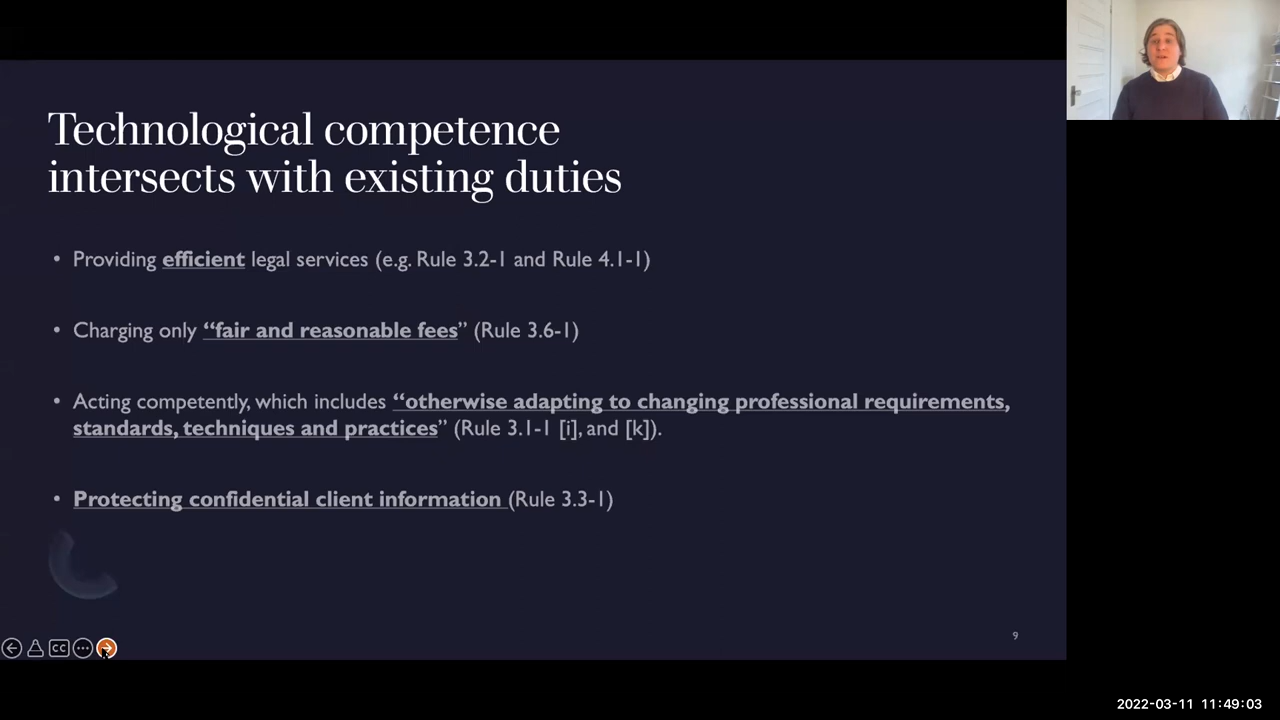 Technological competence
intersects with existing duties
• Providing efficient legal services (e.g. Rule 3.2-1 and Rule 4.1-1)
• Charging only “fair and reasonable fees” (Rule 3.6-1)
• Acting competently, which includes “otherwise adapting to changing professional requirements,
standards, techniques and practices” (Rule 3.1-1 [i], and [k]).
• Protecting confidential client information (Rule 3.3-1)
9
CC
2022-03-11 11:49:03